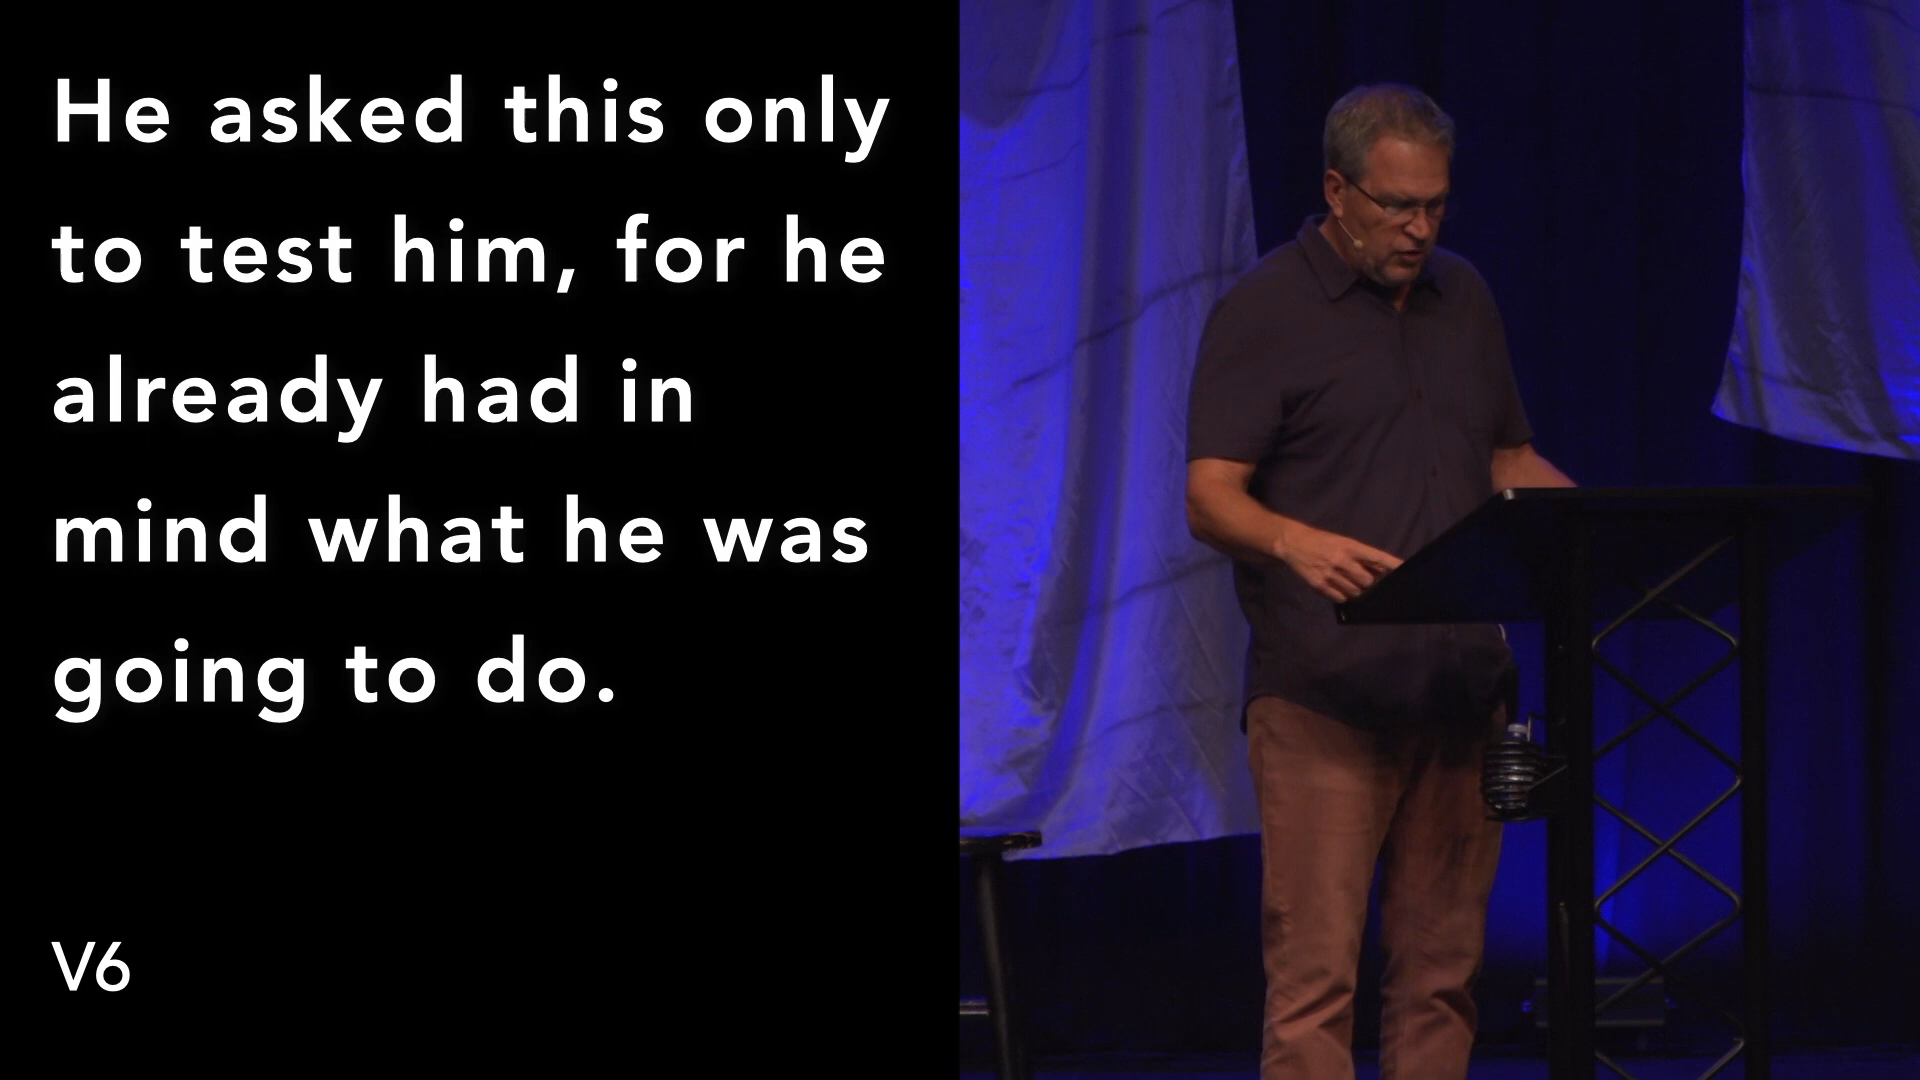 He asked this only
to test him, for he
already had in
mind what he was
going to do.
V6